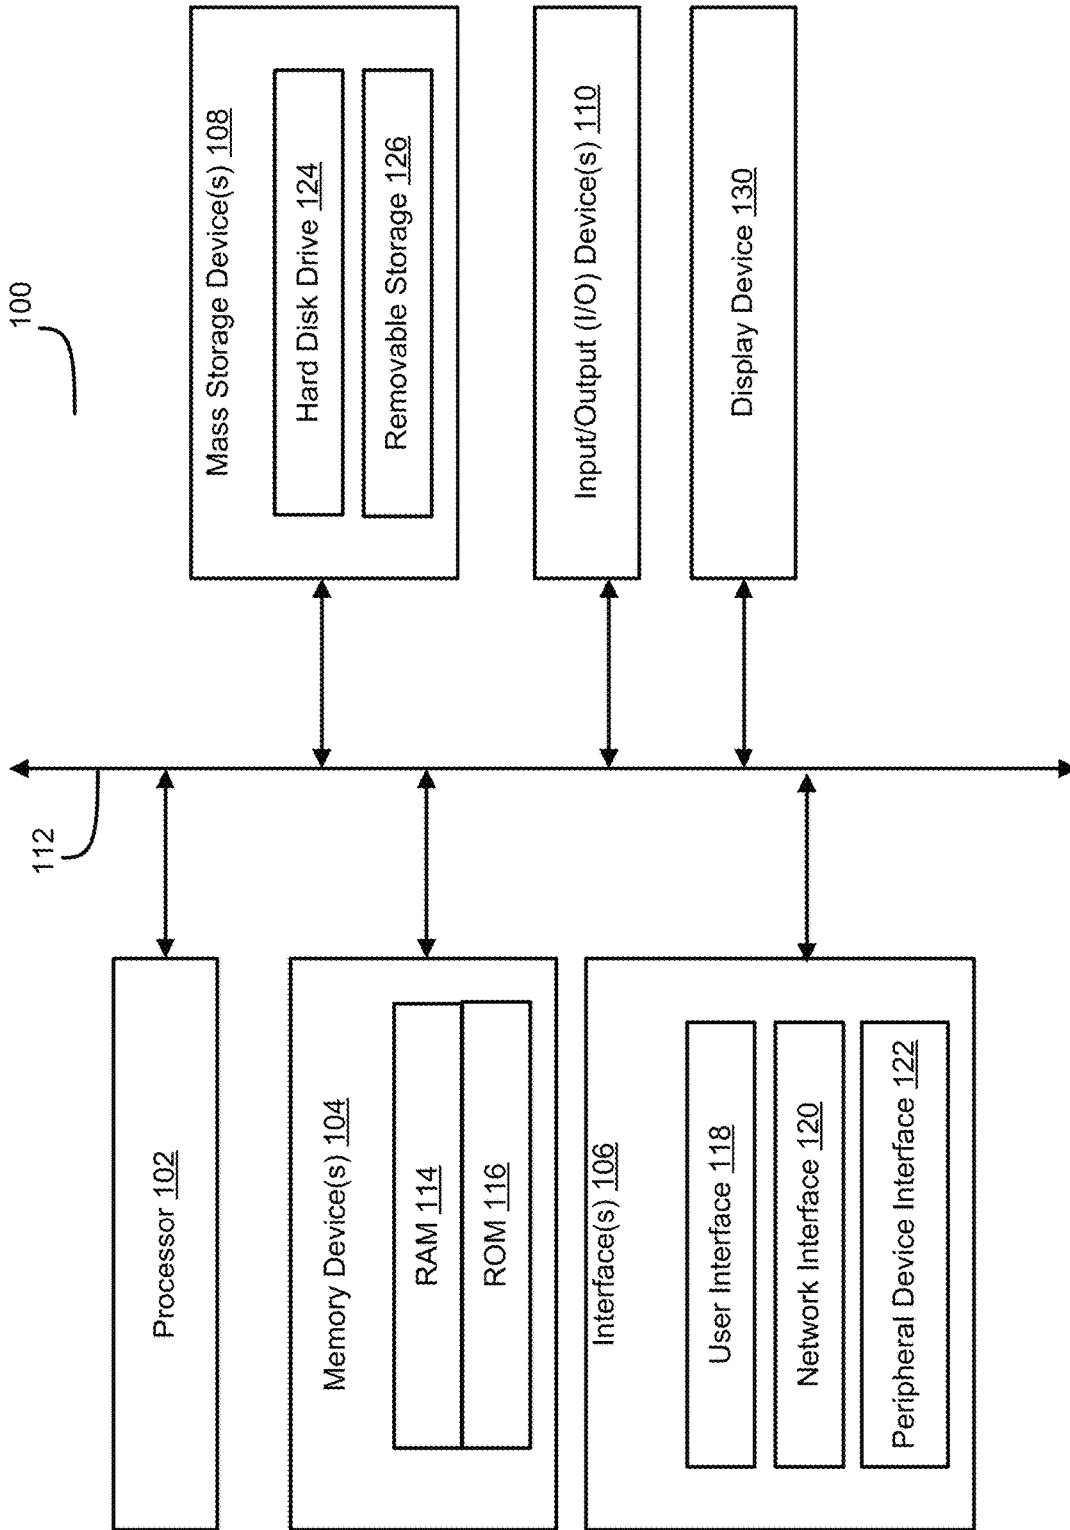 100
112
Processor 102
Memory Device(s) 104
RAM 114
ROM 116
Interface(s) 106
User Interface 118
Network Interface 120
Peripheral Device Interface 122
Mass Storage Device(s) 108
Hard Disk Drive 124
Removable Storage 126
Input/Output (I/O) Device(s) 110
Display Device 130